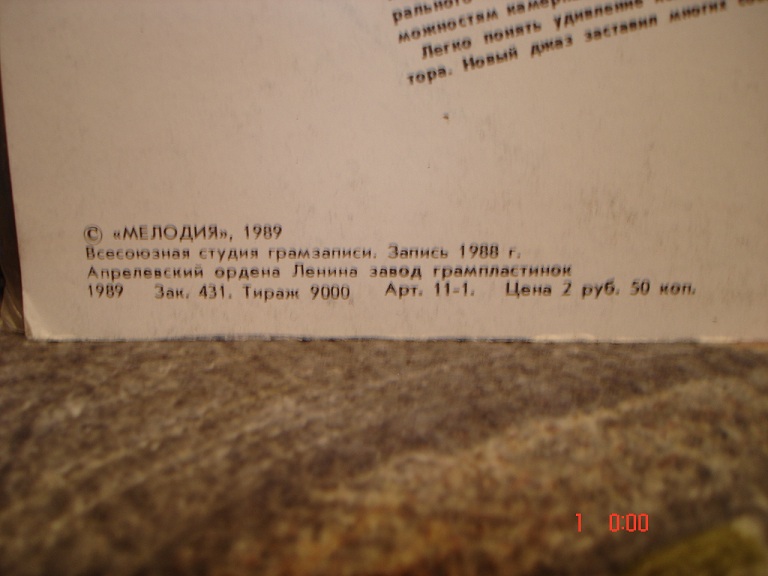 рального
можностям камерн
Легко понять удивление
тора. Новый джаз заставил многих
© «МЕЛОДИЯ», 1989
Всесоюзная студия грамзаписи. Запись 1988 г.
Апрелевский ордена Ленина завод грампластинок
1989 Зак. 431. Тираж 9000 Арт. 11-1. Цена 2 руб. 50 коп.
1 0:00